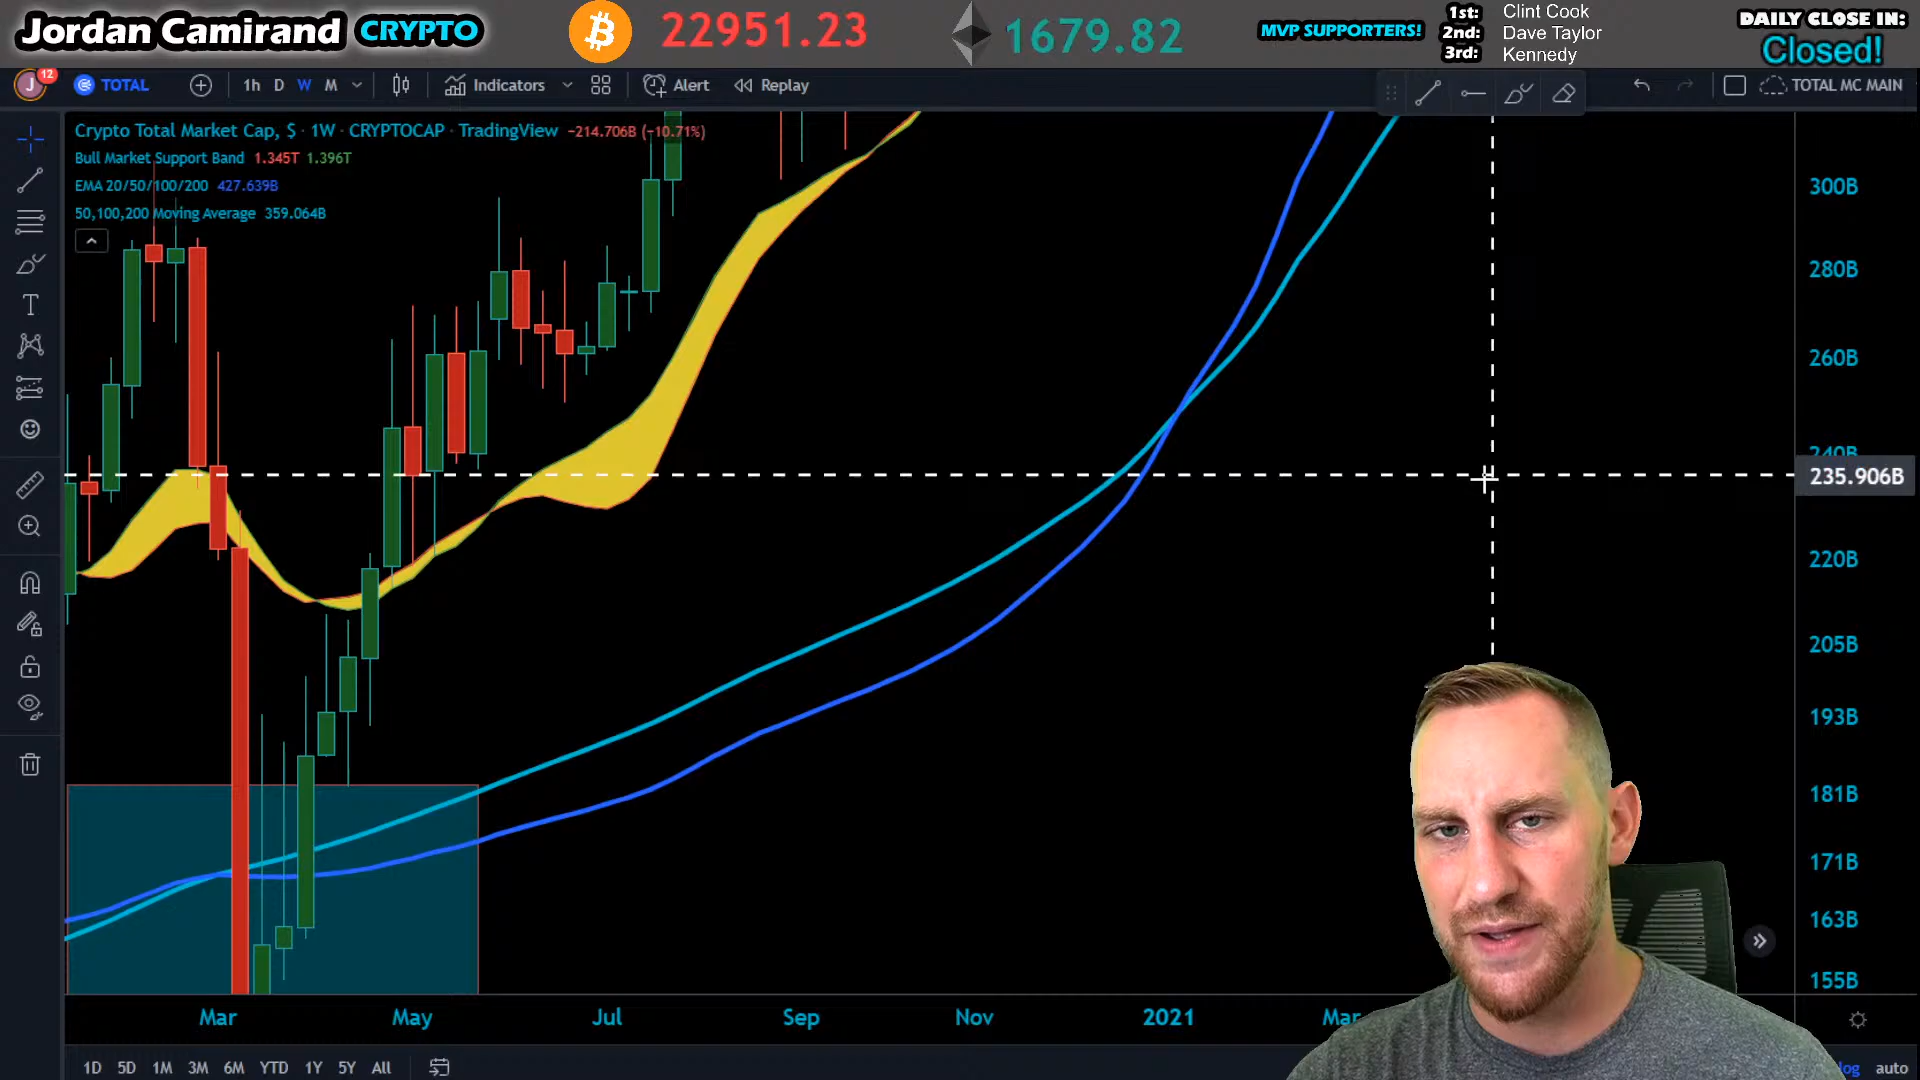 Jordan Camirand CRYPTO
22951.23
1679.82
MVP SUPPORTERS!
1st: Clint Cook
2nd: Dave Taylor
3rd: Kennedy
DAILY CLOSE IN:
Closed!
J 12 TOTAL 1h D W M Indicators Alert Replay TOTAL MC MAIN
Crypto Total Market Cap, $ · 1W · CRYPTOCAP · TradingView −214.706B (−10.71%)
Bull Market Support Band 1.345T 1.396T
EMA 20/50/100/200 427.639B
50,100,200 Moving Average 359.064B
300B
280B
260B
240B
235.906B
220B
205B
193B
181B
171B
163B
155B
Mar May Jul Sep Nov 2021 Mar
1D 5D 1M 3M 6M YTD 1Y 5Y All log auto